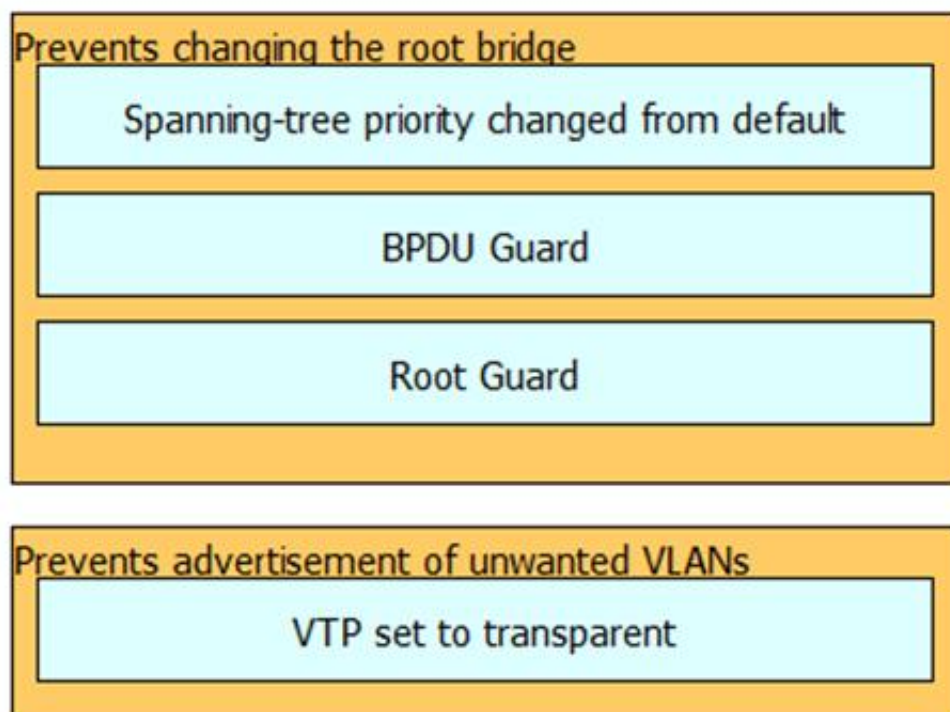 Prevents changing the root bridge
Spanning-tree priority changed from default
BPDU Guard
Root Guard
Prevents advertisement of unwanted VLANs
VTP set to transparent